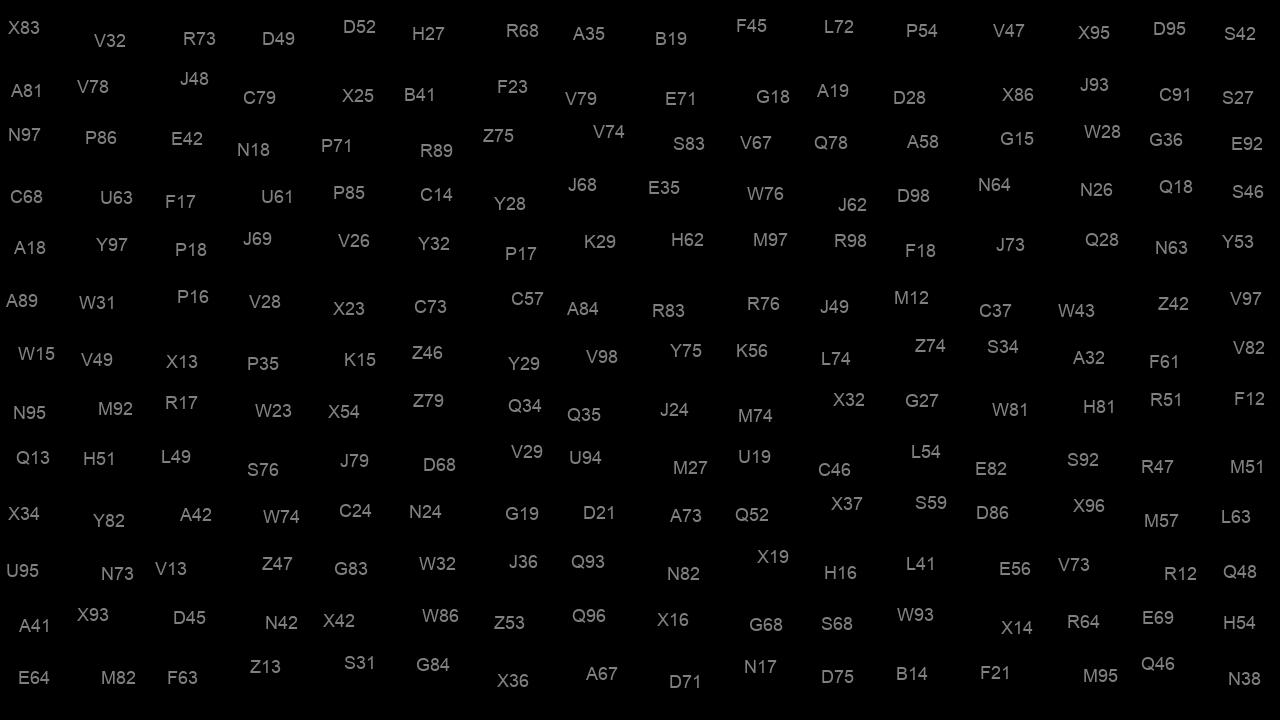 X83 V32 R73 D49 D52 H27 R68 A35 B19 F45 L72 P54 V47 X95 D95 S42
A81 V78 J48 C79 X25 B41 F23 V79 E71 G18 A19 D28 X86 J93 C91 S27
N97 P86 E42 N18 P71 R89 Z75 V74 S83 V67 Q78 A58 G15 W28 G36 E92
C68 U63 F17 U61 P85 C14 Y28 J68 E35 W76 J62 D98 N64 N26 Q18 S46
A18 Y97 P18 J69 V26 Y32 P17 K29 H62 M97 R98 F18 J73 Q28 N63 Y53
A89 W31 P16 V28 X23 C73 C57 A84 R83 R76 J49 M12 C37 W43 Z42 V97
W15 V49 X13 P35 K15 Z46 Y29 V98 Y75 K56 L74 Z74 S34 A32 F61 V82
N95 M92 R17 W23 X54 Z79 Q34 Q35 J24 M74 X32 G27 W81 H81 R51 F12
Q13 H51 L49 S76 J79 D68 V29 U94 M27 U19 C46 L54 E82 S92 R47 M51
X34 Y82 A42 W74 C24 N24 G19 D21 A73 Q52 X37 S59 D86 X96 M57 L63
U95 N73 V13 Z47 G83 W32 J36 Q93 N82 X19 H16 L41 E56 V73 R12 Q48
A41 X93 D45 N42 X42 W86 Z53 Q96 X16 G68 S68 W93 X14 R64 E69 H54
E64 M82 F63 Z13 S31 G84 X36 A67 D71 N17 D75 B14 F21 M95 Q46 N38